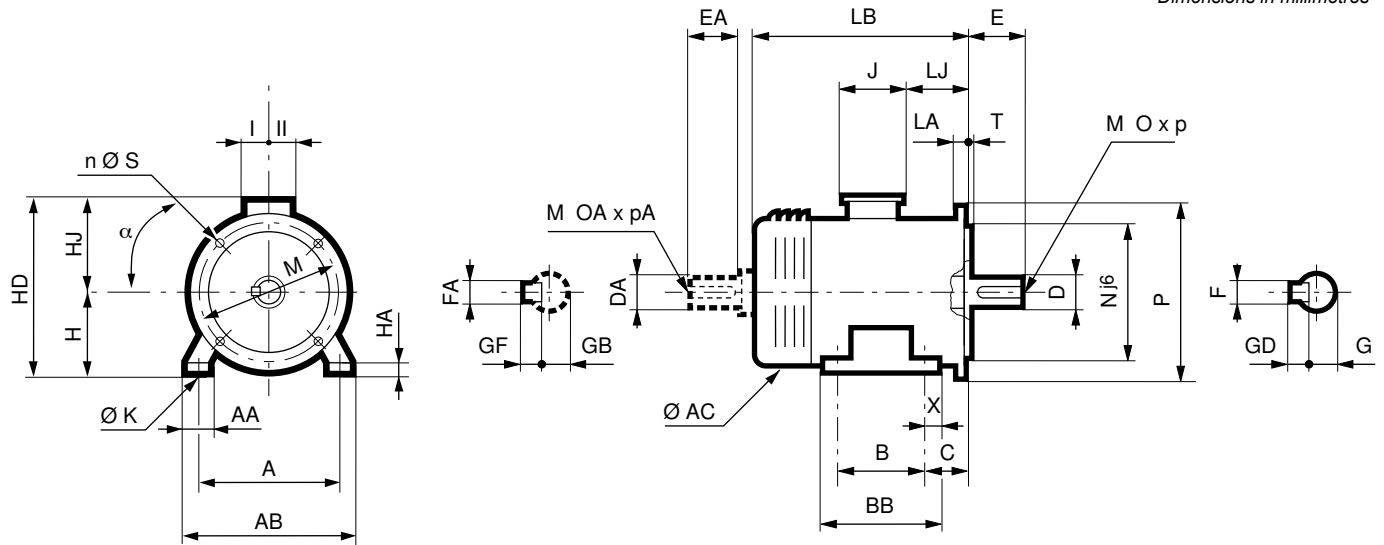 Dimensions in millimetres
EA
LB
E
J
LJ
I
II
LA
T
M O x p
n Ø S
HD
HJ
α
M
H
HA
M OA x pA
FA
DA
D
N j6
P
F
GF
GB
GD
G
Ø K
AA
Ø AC
X
A
B
C
AB
BB